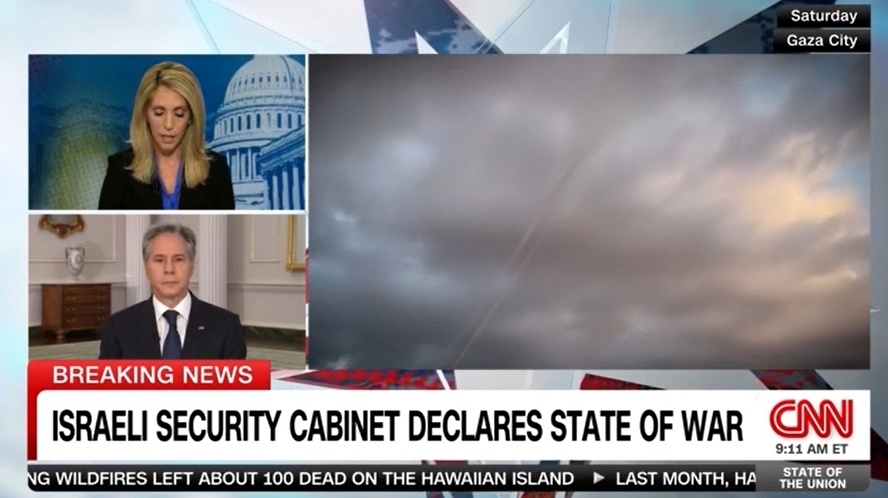 Saturday
Gaza City
BREAKING NEWS
ISRAELI SECURITY CABINET DECLARES STATE OF WAR
CNN
9:11 AM ET
NG WILDFIRES LEFT ABOUT 100 DEAD ON THE HAWAIIAN ISLAND ▶ LAST MONTH, HA
STATE OF
THE UNION